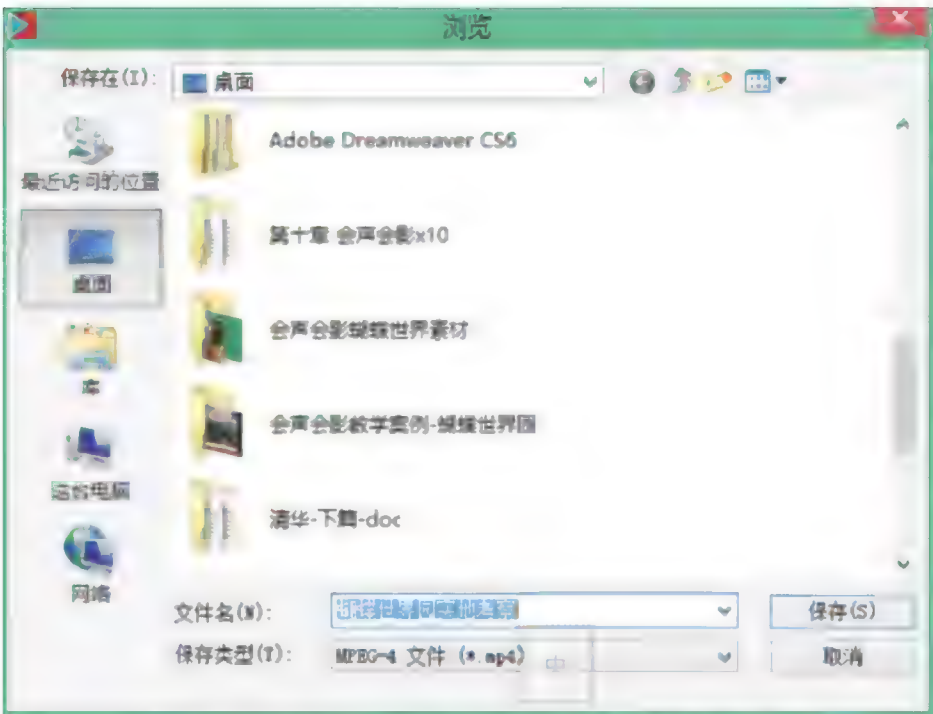 浏览
保存在(I):
桌面
Adobe Dreamweaver CS6
最近访问的位置
第十章 会声会影x10
桌面
会声会影蝴蝶世界素材
库
会声会影教学案例-蝴蝶世界圆
这台电脑
清华-下篇-doc
网络
文件名(N):
保存(S)
保存类型(T):
MPEG-4 文件 (*.mp4)
中
取消